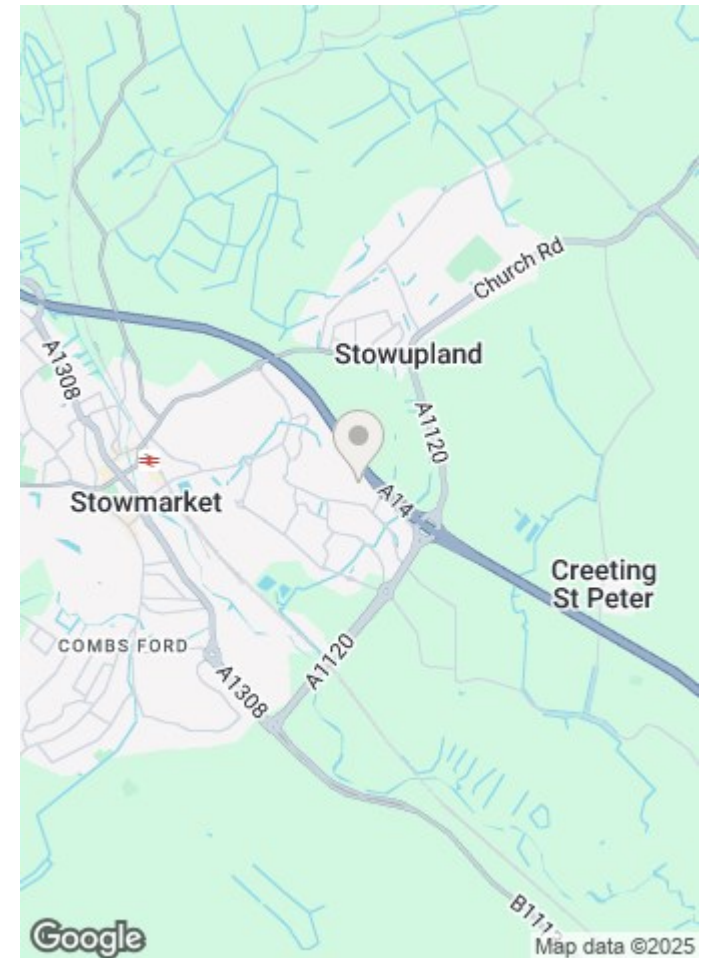 Church Rd
Stowupland
A1308
A1120
Stowmarket
A14
Creeting
St Peter
COMBS FORD
A1120
A1308
Google
Map data ©2025